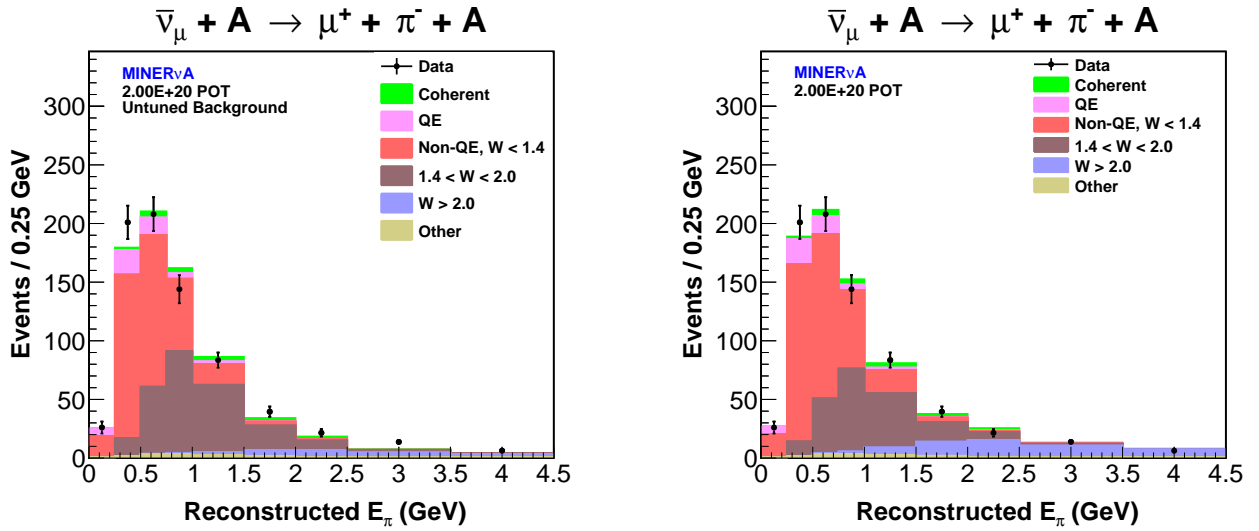 ν̄μ + A → μ⁺ + π⁻ + A
MINERνA
2.00E+20 POT
Untuned Background
Data
Coherent
QE
Non-QE, W < 1.4
1.4 < W < 2.0
W > 2.0
Other
Events / 0.25 GeV
300
250
200
150
100
50
0
0 0.5 1 1.5 2 2.5 3 3.5 4 4.5
Reconstructed Eπ (GeV)
ν̄μ + A → μ⁺ + π⁻ + A
MINERνA
2.00E+20 POT
Data
Coherent
QE
Non-QE, W < 1.4
1.4 < W < 2.0
W > 2.0
Other
Events / 0.25 GeV
300
250
200
150
100
50
0
0 0.5 1 1.5 2 2.5 3 3.5 4 4.5
Reconstructed Eπ (GeV)